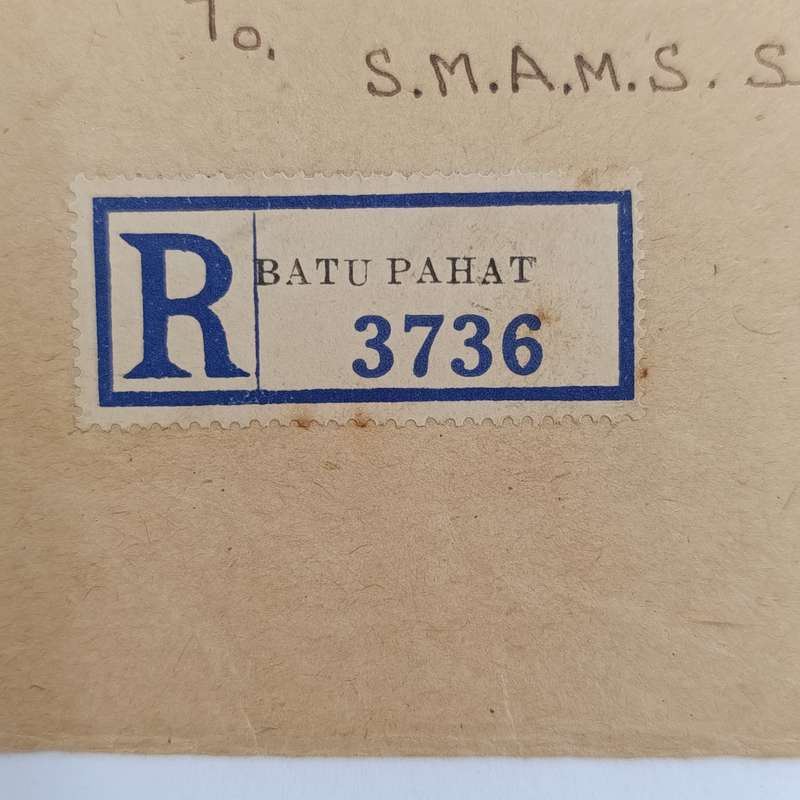 To,
S.M.A.M.S. S
R
BATU PAHAT
3736